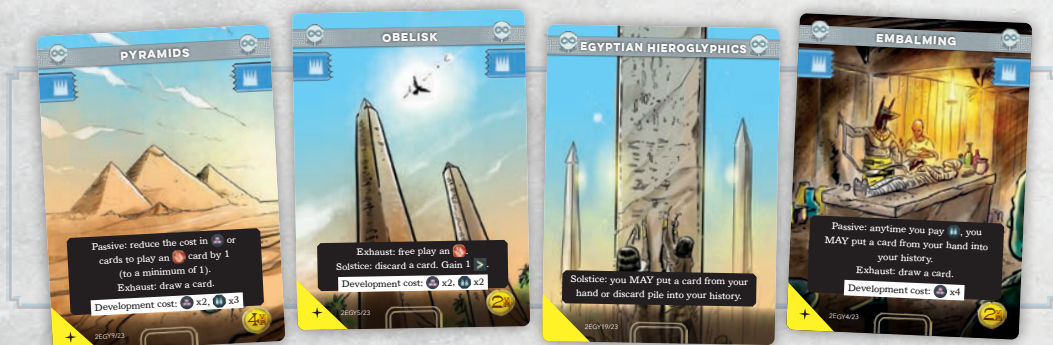 PYRAMIDS
Passive: reduce the cost in or
cards to play an card by 1
(to a minimum of 1).
Exhaust: draw a card.
Development cost: x2, x3
4
VP
2EGY9/23
OBELISK
Exhaust: free play an .
Solstice: discard a card. Gain 1 .
Development cost: x2, x2
2
VP
2EGY5/23
EGYPTIAN HIEROGLYPHICS
Solstice: you MAY put a card from your
hand or discard pile into your history.
2EGY19/23
EMBALMING
Passive: anytime you pay , you
MAY put a card from your hand into
your history.
Exhaust: draw a card.
Development cost: x4
2
VP
2EGY4/23